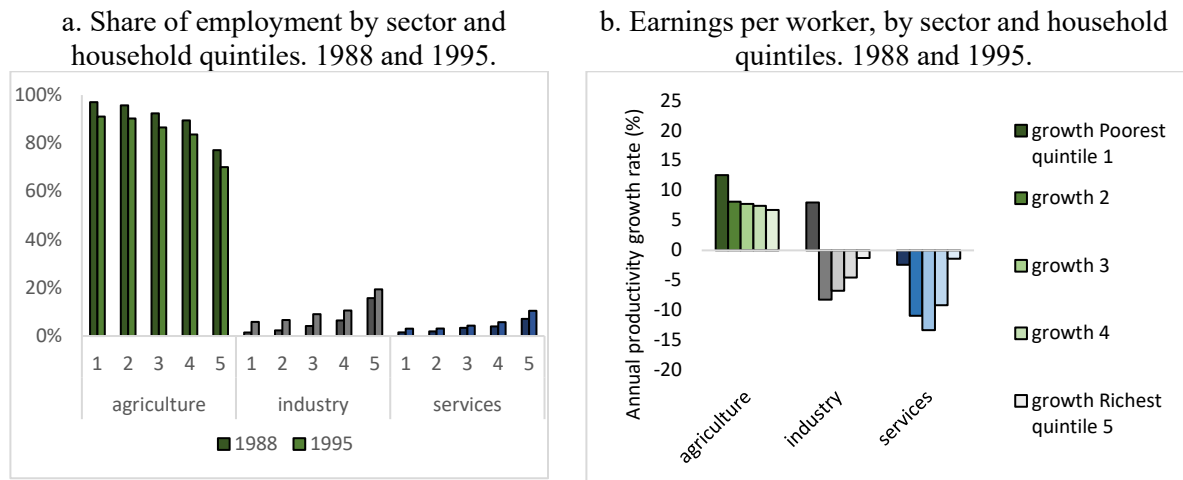 a. Share of employment by sector and
household quintiles. 1988 and 1995.
100%
80%
60%
40%
20%
0%
1 2 3 4 5 1 2 3 4 5 1 2 3 4 5
agriculture industry services
1988 1995
b. Earnings per worker, by sector and household
quintiles. 1988 and 1995.
Annual productivity growth rate (%)
25
20
15
10
5
0
-5
-10
-15
-20
agriculture
industry
services
growth Poorest
quintile 1
growth 2
growth 3
growth 4
growth Richest
quintile 5